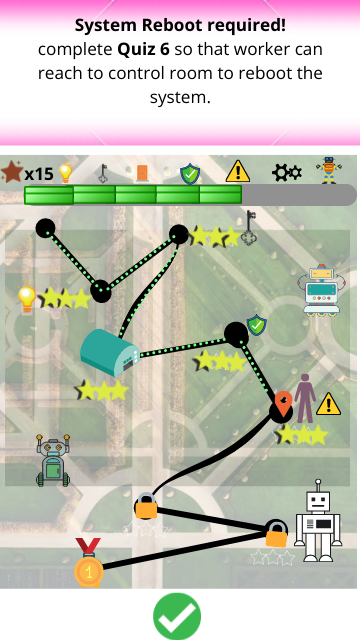 System Reboot required!
complete Quiz 6 so that worker can
reach to control room to reboot the
system.
x15
1